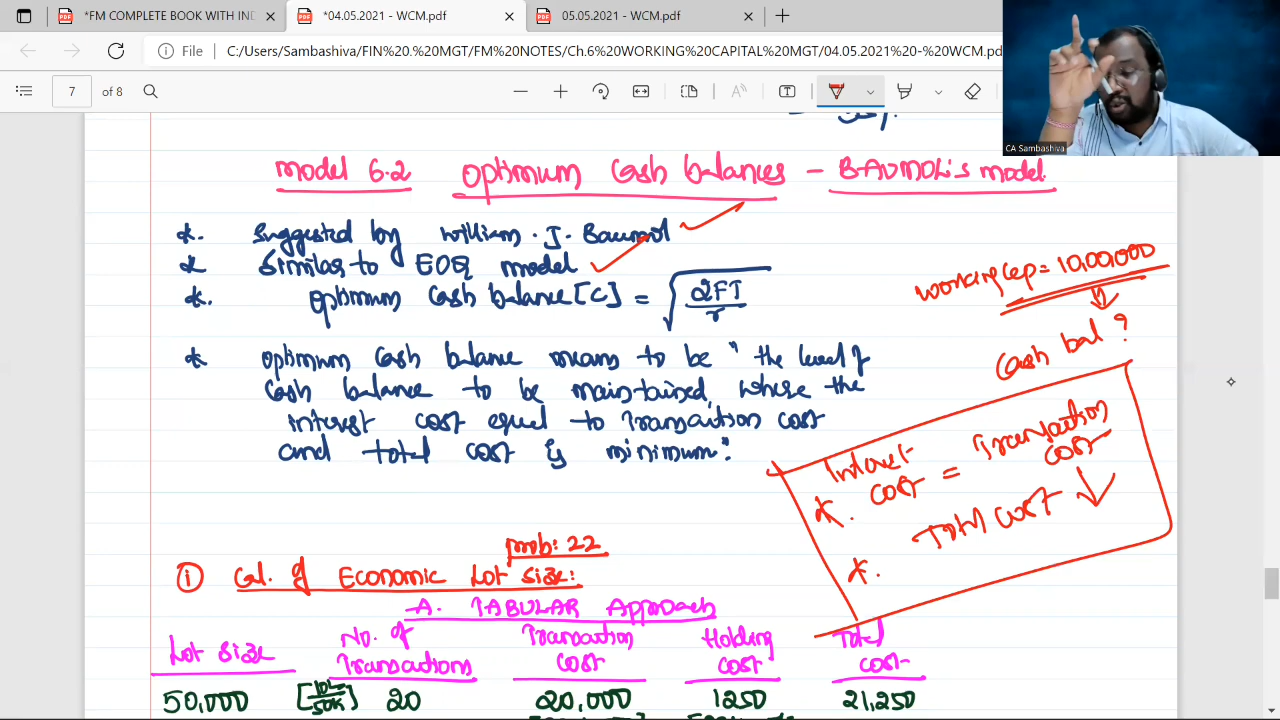 *FM COMPLETE BOOK WITH IND
*04.05.2021 - WCM.pdf
05.05.2021 - WCM.pdf
File
C:/Users/Sambashiva/FIN%20.%20MGT/FM%20NOTES/Ch.6%20WORKING%20CAPITAL%20MGT/04.05.2021%20-%20WCM.pd
7 of 8
CA Sambashiva
cost.
Model 6.2 optimum cash balances - BAUMOL's model.
*. Suggested by William. J. Baumol
* Similar to EOQ model
*. optimum cash balance [C] = √2FT/r
working cap = 10,00,000
Cash bal ?
* optimum cash balance means to be " the level of
cash balance to be maintained, where the
interest cost equal to Transaction cost
and total cost is minimum".
*. Interest cost = Transaction cost
*. Total cost ↓
prob: 22
① Cal. of Economic Lot Size:
A. TABULAR Approach
Lot Size No. of Transactions Transaction cost Holding cost Total cost
50,000 [10L/50K] 20 20,000 1250 21,250